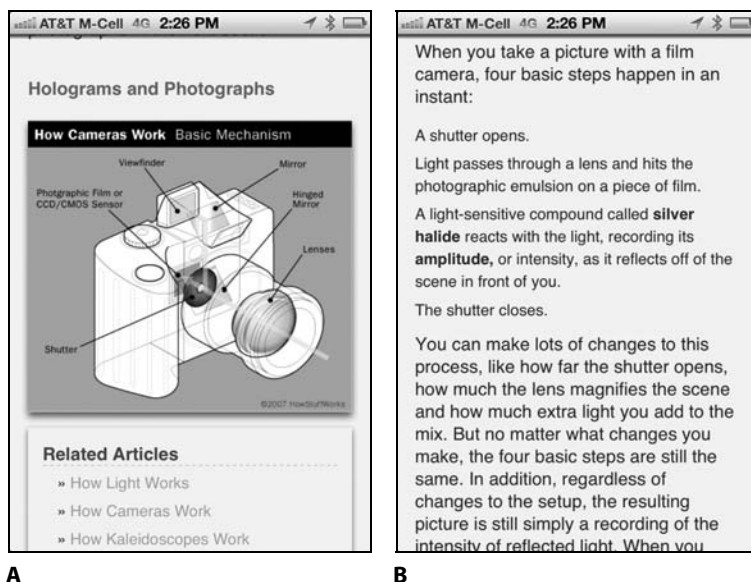 AT&T M-Cell 4G 2:26 PM
Holograms and Photographs
How Cameras Work Basic Mechanism
Viewfinder
Mirror
Photgraphic Film or
CCD/CMOS Sensor
Hinged
Mirror
Lenses
Shutter
©2007 HowStuffWorks
Related Articles
» How Light Works
» How Cameras Work
» How Kaleidoscopes Work
A
AT&T M-Cell 4G 2:26 PM
When you take a picture with a film
camera, four basic steps happen in an
instant:
A shutter opens.
Light passes through a lens and hits the
photographic emulsion on a piece of film.
A light-sensitive compound called silver
halide reacts with the light, recording its
amplitude, or intensity, as it reflects off of the
scene in front of you.
The shutter closes.
You can make lots of changes to this
process, like how far the shutter opens,
how much the lens magnifies the scene
and how much extra light you add to the
mix. But no matter what changes you
make, the four basic steps are still the
same. In addition, regardless of
changes to the setup, the resulting
picture is still simply a recording of the
intensity of reflected light. When you
B